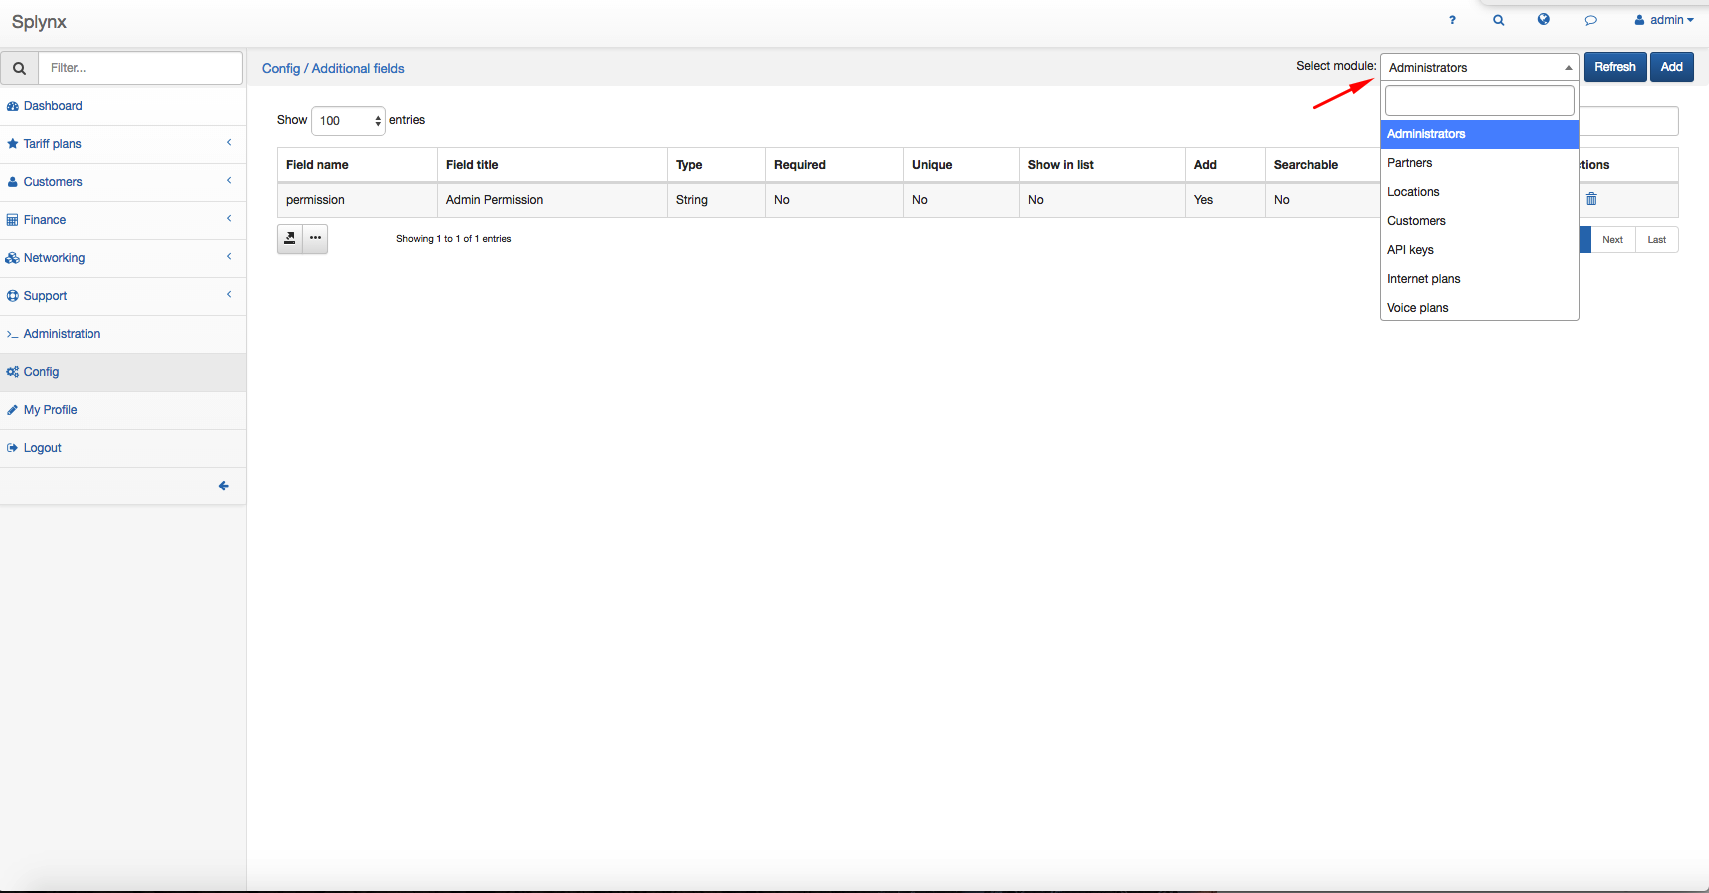 Splynx
? admin
Filter...
Config / Additional fields
Select module: Administrators Refresh Add
Dashboard
Tariff plans
Customers
Finance
Networking
Support
Administration
Config
My Profile
Logout
Show 100 entries
Field name Field title Type Required Unique Show in list Add Searchable
permission Admin Permission String No No No Yes No
Showing 1 to 1 of 1 entries
Next Last
Administrators
Partners
Locations
Customers
API keys
Internet plans
Voice plans